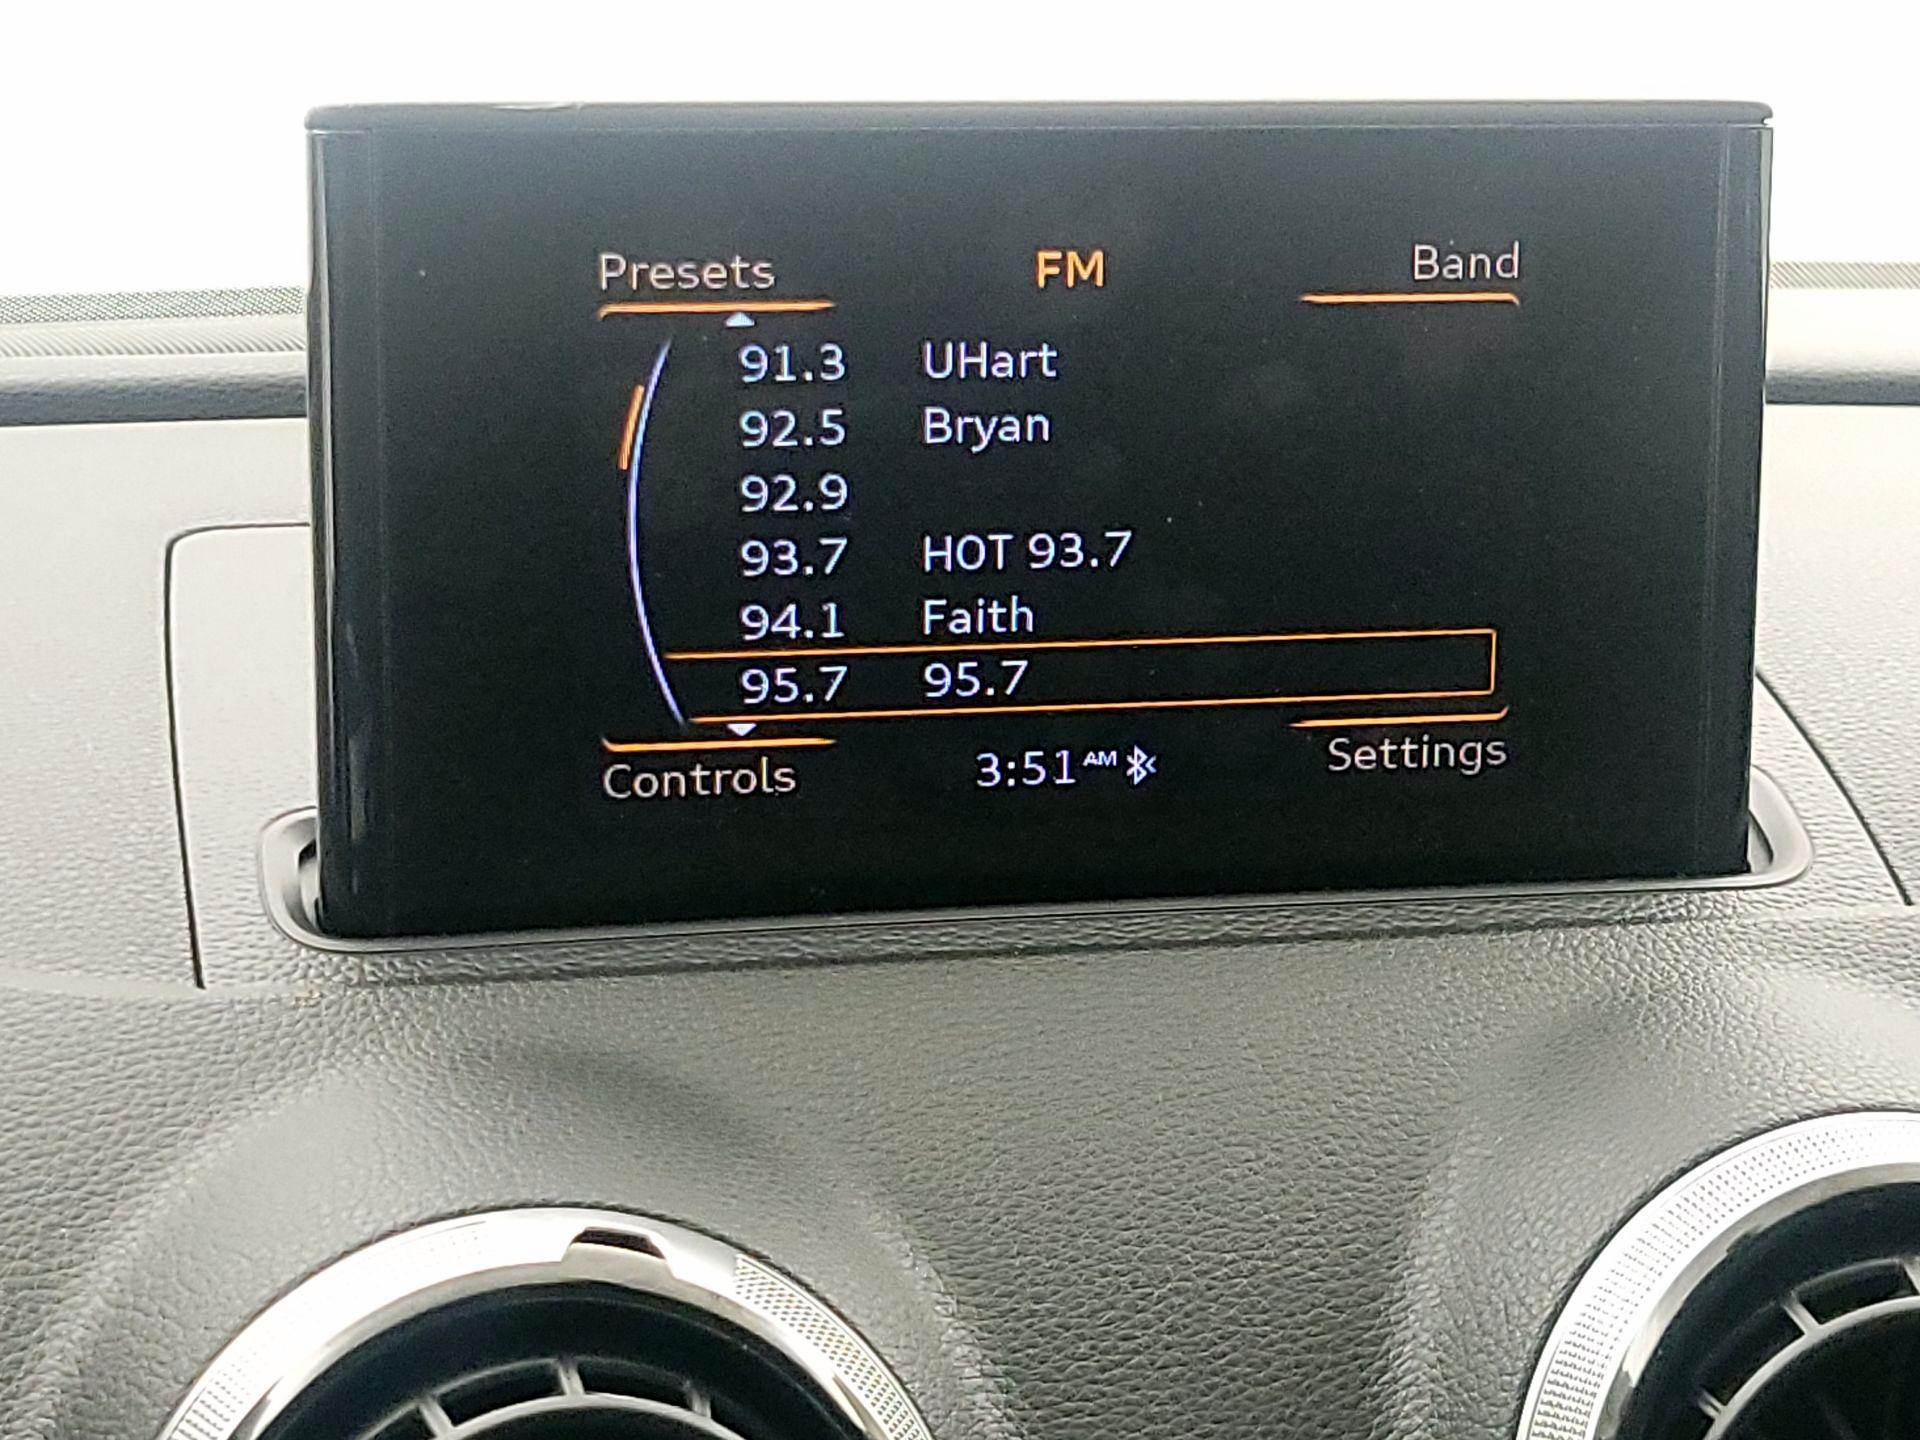 Presets FM Band
91.3 UHart
92.5 Bryan
92.9
93.7 HOT 93.7
94.1 Faith
95.7 95.7
Controls 3:51 AM Settings